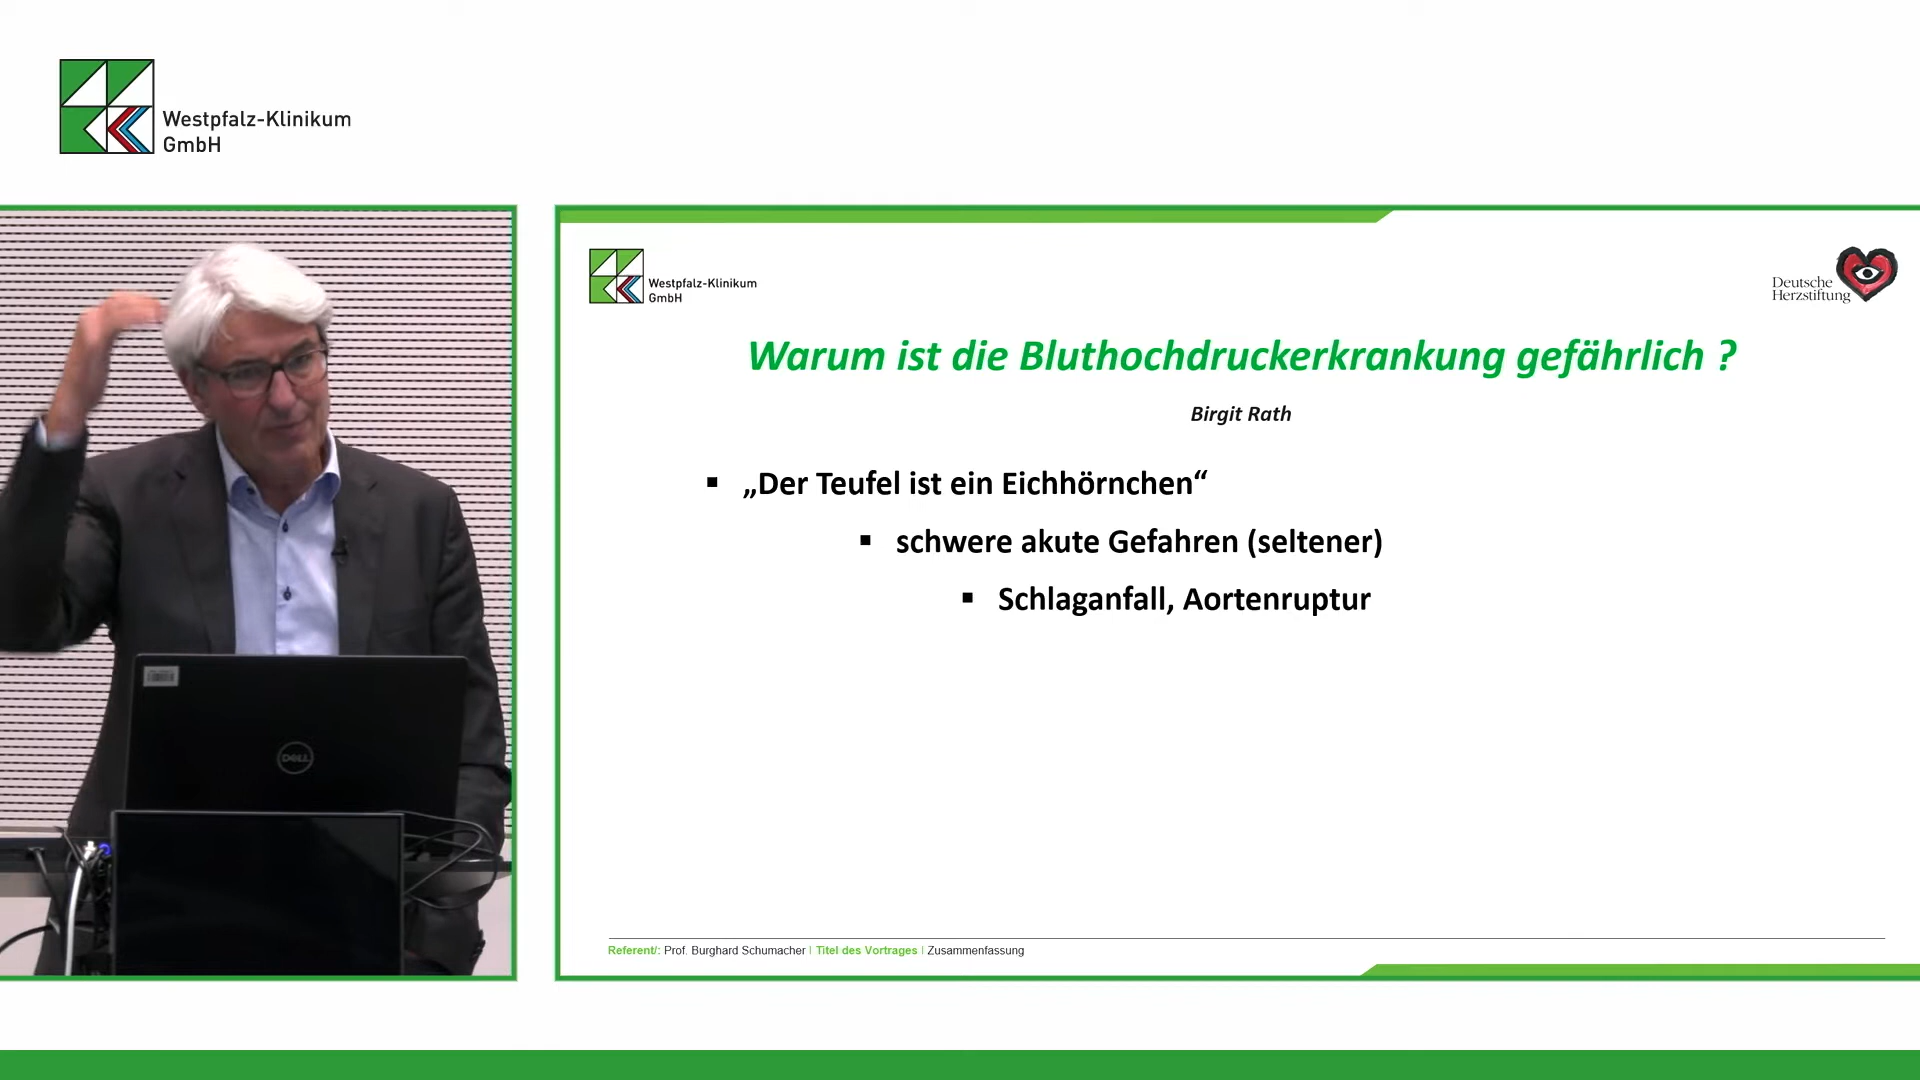 Westpfalz-Klinikum
GmbH
Westpfalz-Klinikum
GmbH
Deutsche
Herzstiftung
Warum ist die Bluthochdruckerkrankung gefährlich ?
Birgit Rath
▪ „Der Teufel ist ein Eichhörnchen“
▪ schwere akute Gefahren (seltener)
▪ Schlaganfall, Aortenruptur
DELL
Referent/: Prof. Burghard Schumacher | Titel des Vortrages | Zusammenfassung